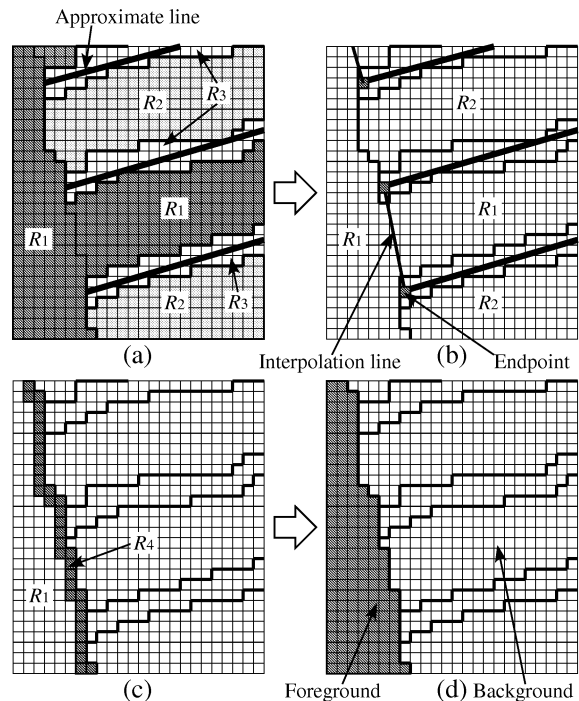 Approximate line
R2
R3
R1
R1
R2
R3
(a)
R2
R1
R1
R2
(b)
Interpolation line
Endpoint
R4
R1
(c)
Foreground
(d)
Background